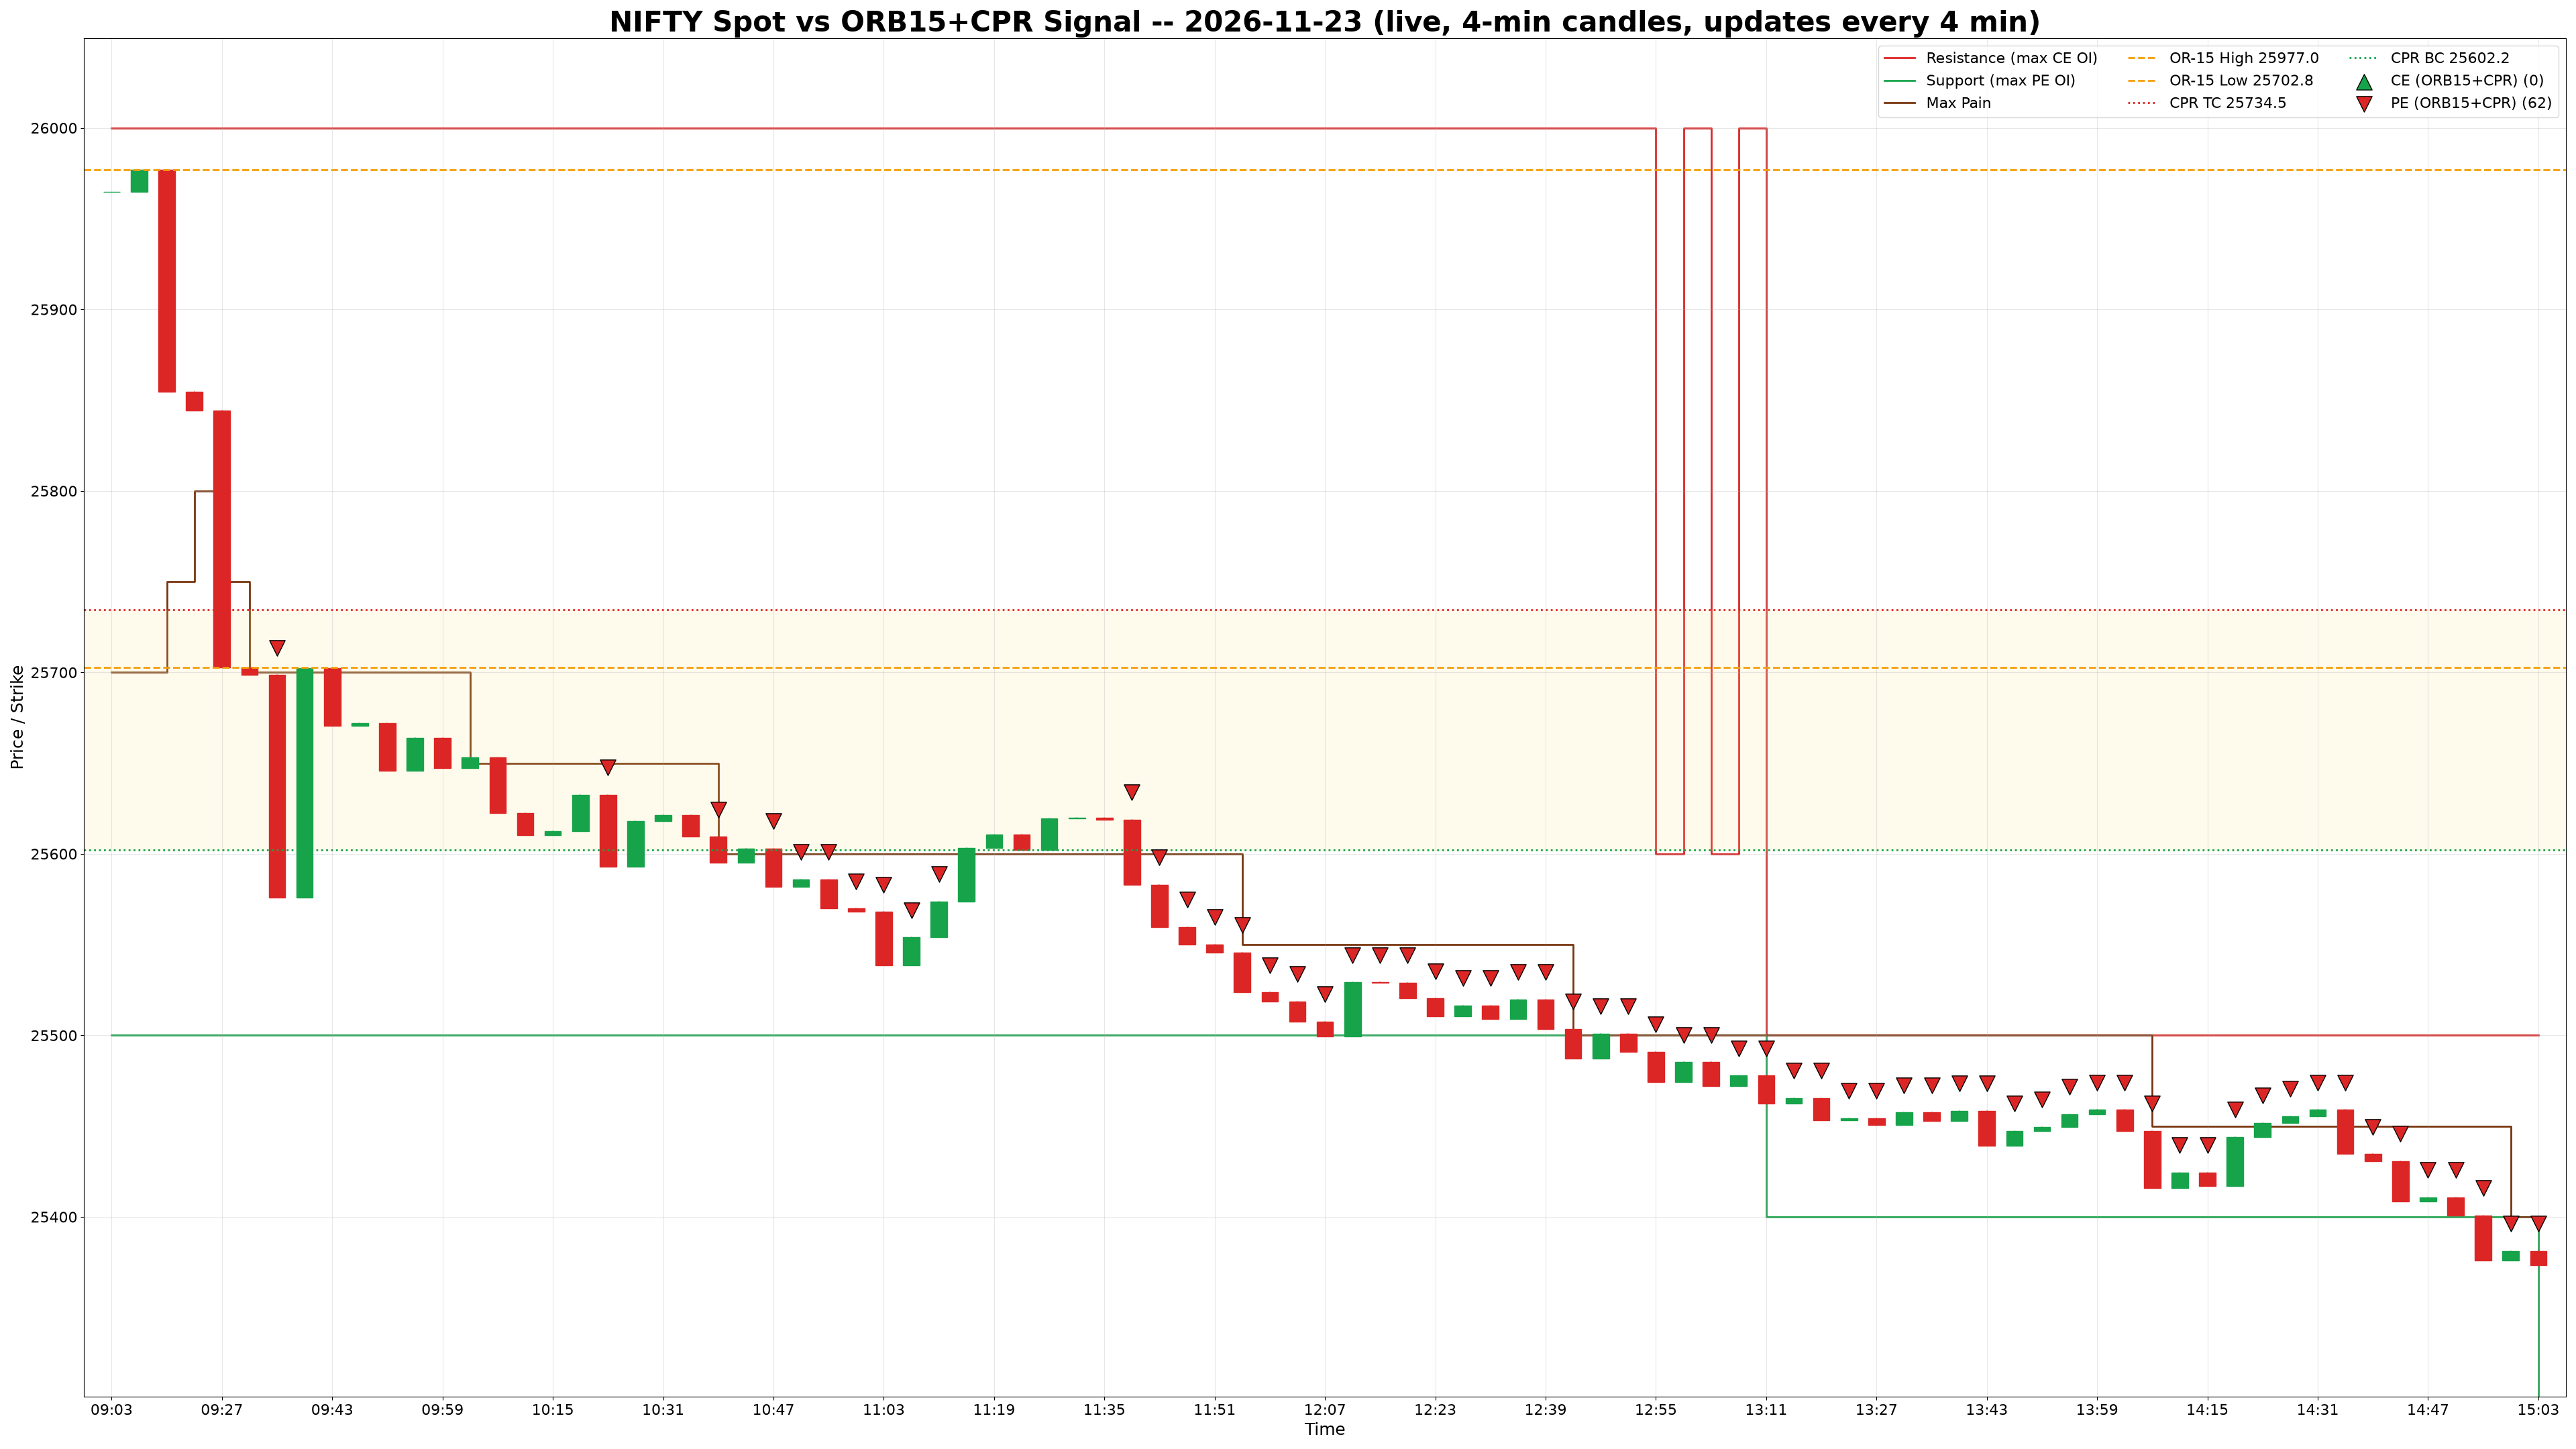 NIFTY Spot vs ORB15+CPR Signal -- 2026-11-23 (live, 4-min candles, updates every 4 min)
Resistance (max CE OI)
Support (max PE OI)
Max Pain
OR-15 High 25977.0
OR-15 Low 25702.8
CPR TC 25734.5
CPR BC 25602.2
CE (ORB15+CPR) (0)
PE (ORB15+CPR) (62)
Price / Strike
26000
25900
25800
25700
25600
25500
25400
09:03 09:27 09:43 09:59 10:15 10:31 10:47 11:03 11:19 11:35 11:51 12:07 12:23 12:39 12:55 13:11 13:27 13:43 13:59 14:15 14:31 14:47 15:03
Time